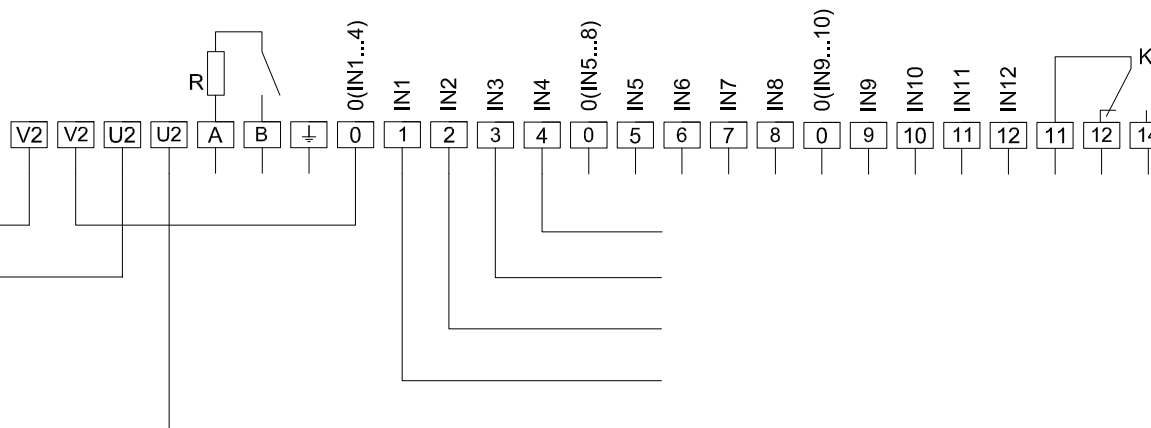 R
K
0(IN1...4)
IN1
IN2
IN3
IN4
0(IN5...8)
IN5
IN6
IN7
IN8
0(IN9...10)
IN9
IN10
IN11
IN12
V2 V2 U2 U2 A B 0 1 2 3 4 0 5 6 7 8 0 9 10 11 12 11 12 14